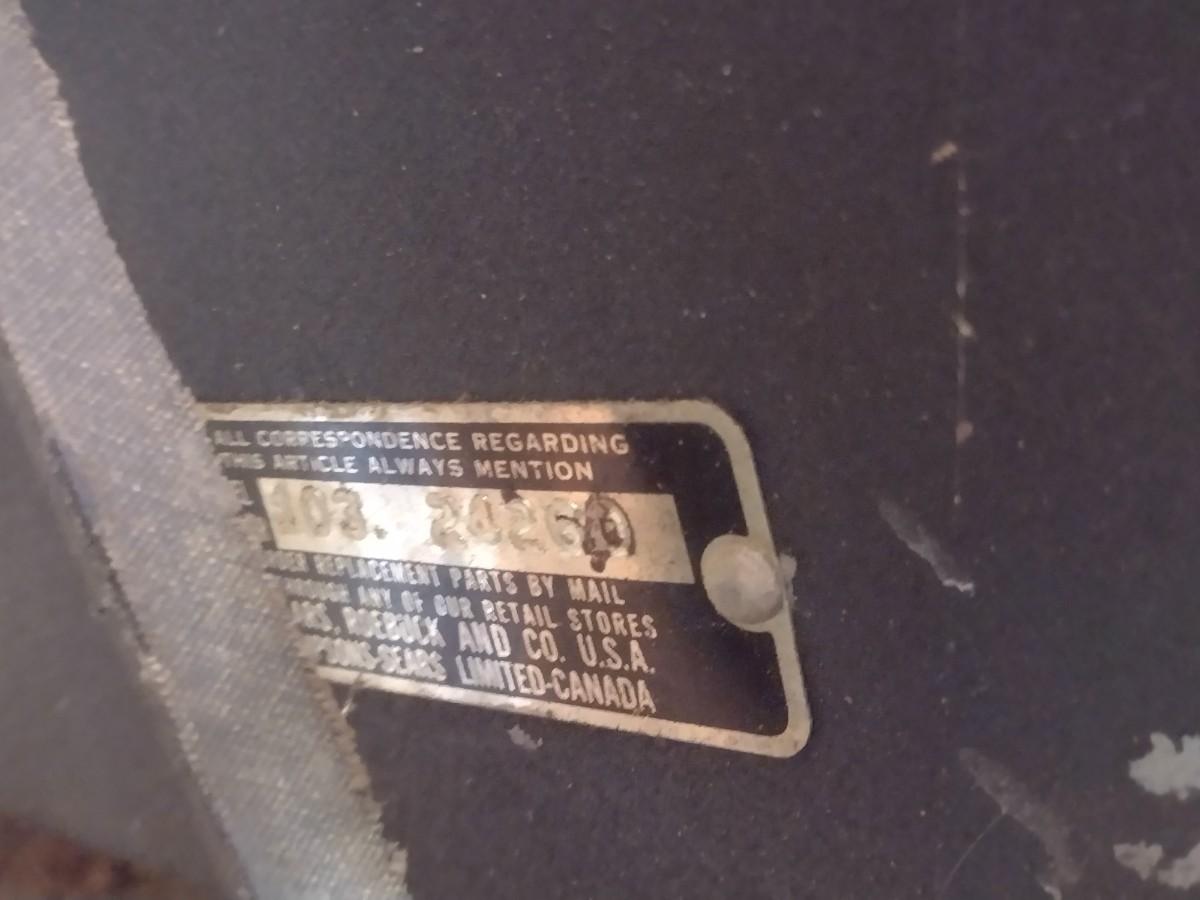 ALL CORRESPONDENCE REGARDING
THIS ARTICLE ALWAYS MENTION
103.
REPLACEMENT PARTS BY MAIL
ANY OF OUR RETAIL STORES
ROEBUCK AND CO. U.S.A.
SEARS LIMITED-CANADA